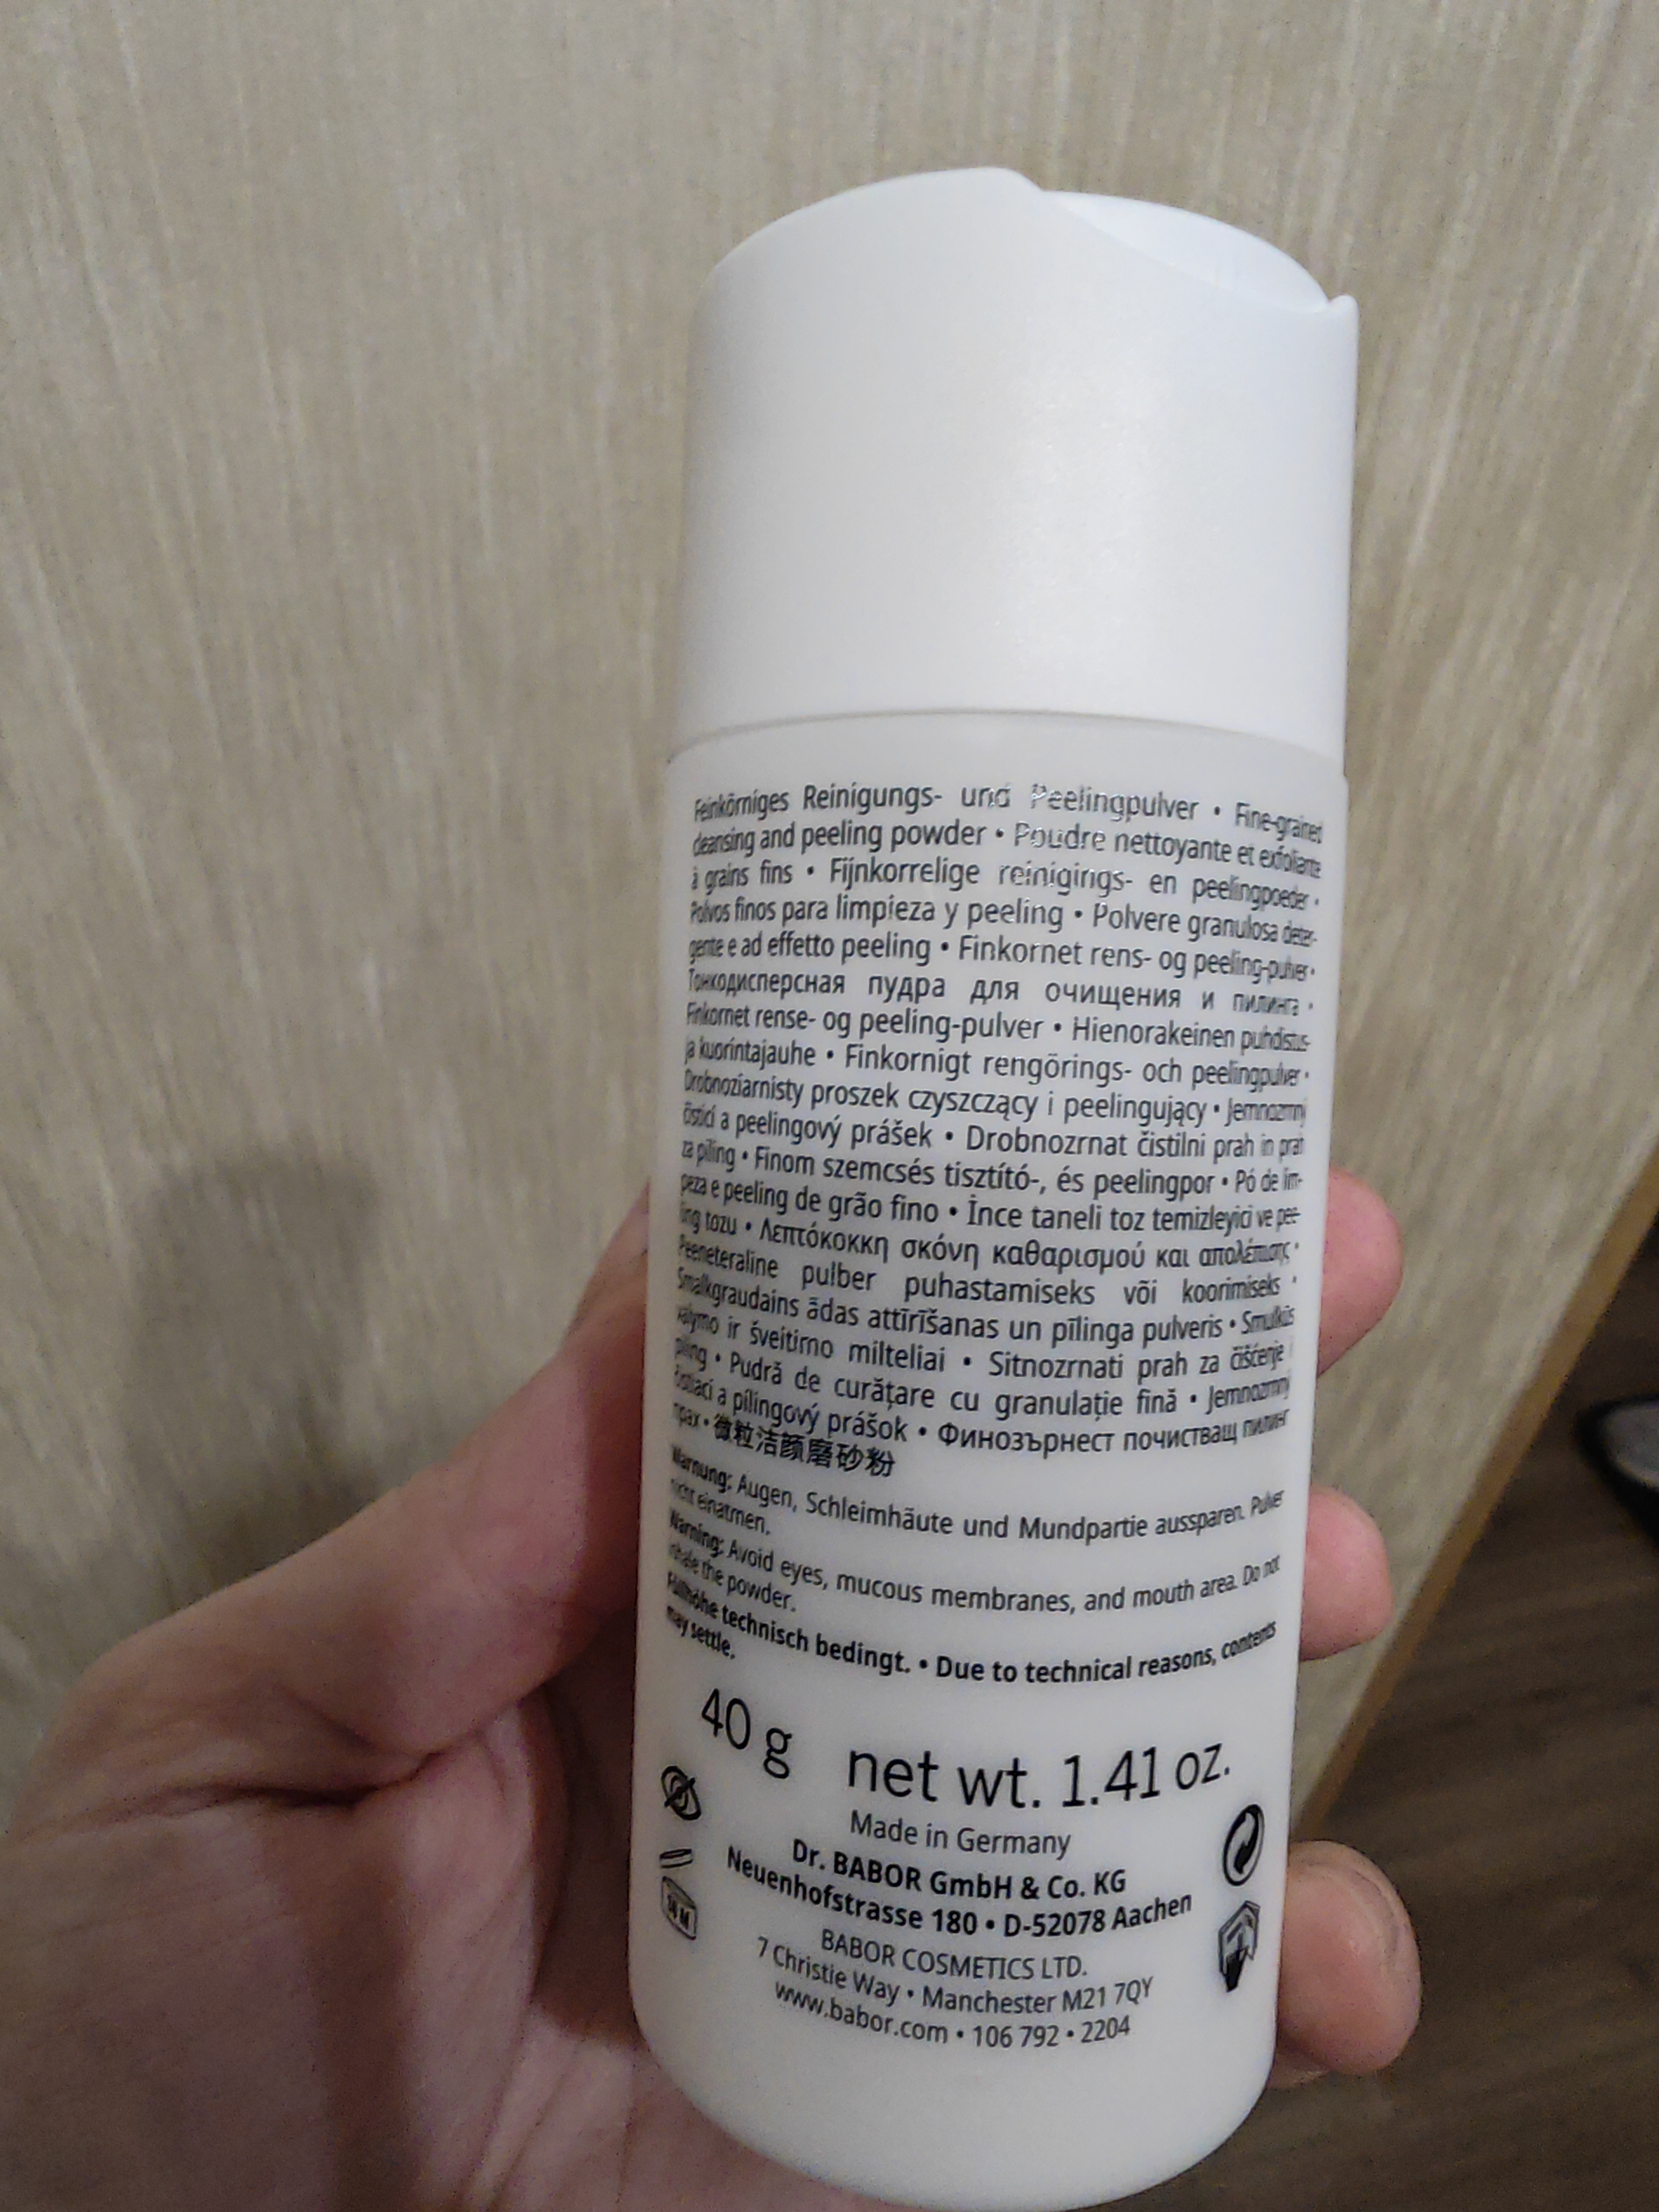 Feinkörniges Reinigungs- und Peelingpulver • Fine-grained
cleansing and peeling powder • Poudre nettoyante et exfoliante
à grains fins • Fijnkorrelige reinigings- en peelingpoeder •
Polvos finos para limpieza y peeling • Polvere granulosa deter-
gente e ad effetto peeling • Finkornet rens- og peeling-pulver •
Тонкодисперсная пудра для очищения и пилинга •
Finkornet rense- og peeling-pulver • Hienorakeinen puhdistus-
ja kuorintajauhe • Finkornigt rengörings- och peelingpulver •
Drobnoziarnisty proszek czyszczący i peelingujący • Jemnozrnný
čisticí a peelingový prášek • Drobnozrnat čistilni prah in prah
za piling • Finom szemcsés tisztító-, és peelingpor • Pó de lim-
peza e peeling de grão fino • İnce taneli toz temizleyici ve pee-
ling tozu • Λεπτόκοκκη σκόνη καθαρισμού και απολέπισης •
Peeneteraline pulber puhastamiseks või koorimiseks •
Smalkgraudains ādas attīrīšanas un pīlinga pulveris • Smulkūs
valymo ir šveitimo milteliai • Sitnozrnati prah za čišćenje i
piling • Pudră de curățare cu granulație fină • Jemnozrnný
čistiaci a pílingový prášok • Финозърнест почистващ пилинг
прах • 微粒洁颜磨砂粉
Warnung: Augen, Schleimhäute und Mundpartie aussparen. Pulver
nicht einatmen.
Warning: Avoid eyes, mucous membranes, and mouth area. Do not
inhale the powder.
Füllhöhe technisch bedingt. • Due to technical reasons, contents
may settle.
40 g net wt. 1.41 oz.
Made in Germany
Dr. BABOR GmbH & Co. KG
Neuenhofstrasse 180 • D-52078 Aachen
BABOR COSMETICS LTD.
7 Christie Way • Manchester M21 7QY
www.babor.com • 106 792 • 2204